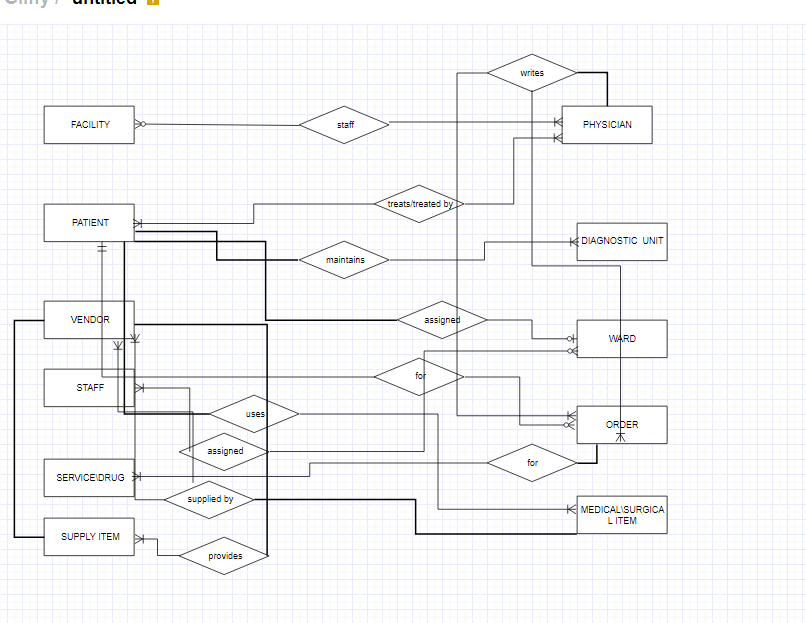 untitled
writes
FACILITY
staff
PHYSICIAN
treats/treated by
PATIENT
DIAGNOSTIC UNIT
maintains
VENDOR
assigned
WARD
for
STAFF
uses
ORDER
assigned
for
SERVICE\DRUG
supplied by
MEDICAL\SURGICA
L ITEM
SUPPLY ITEM
provides